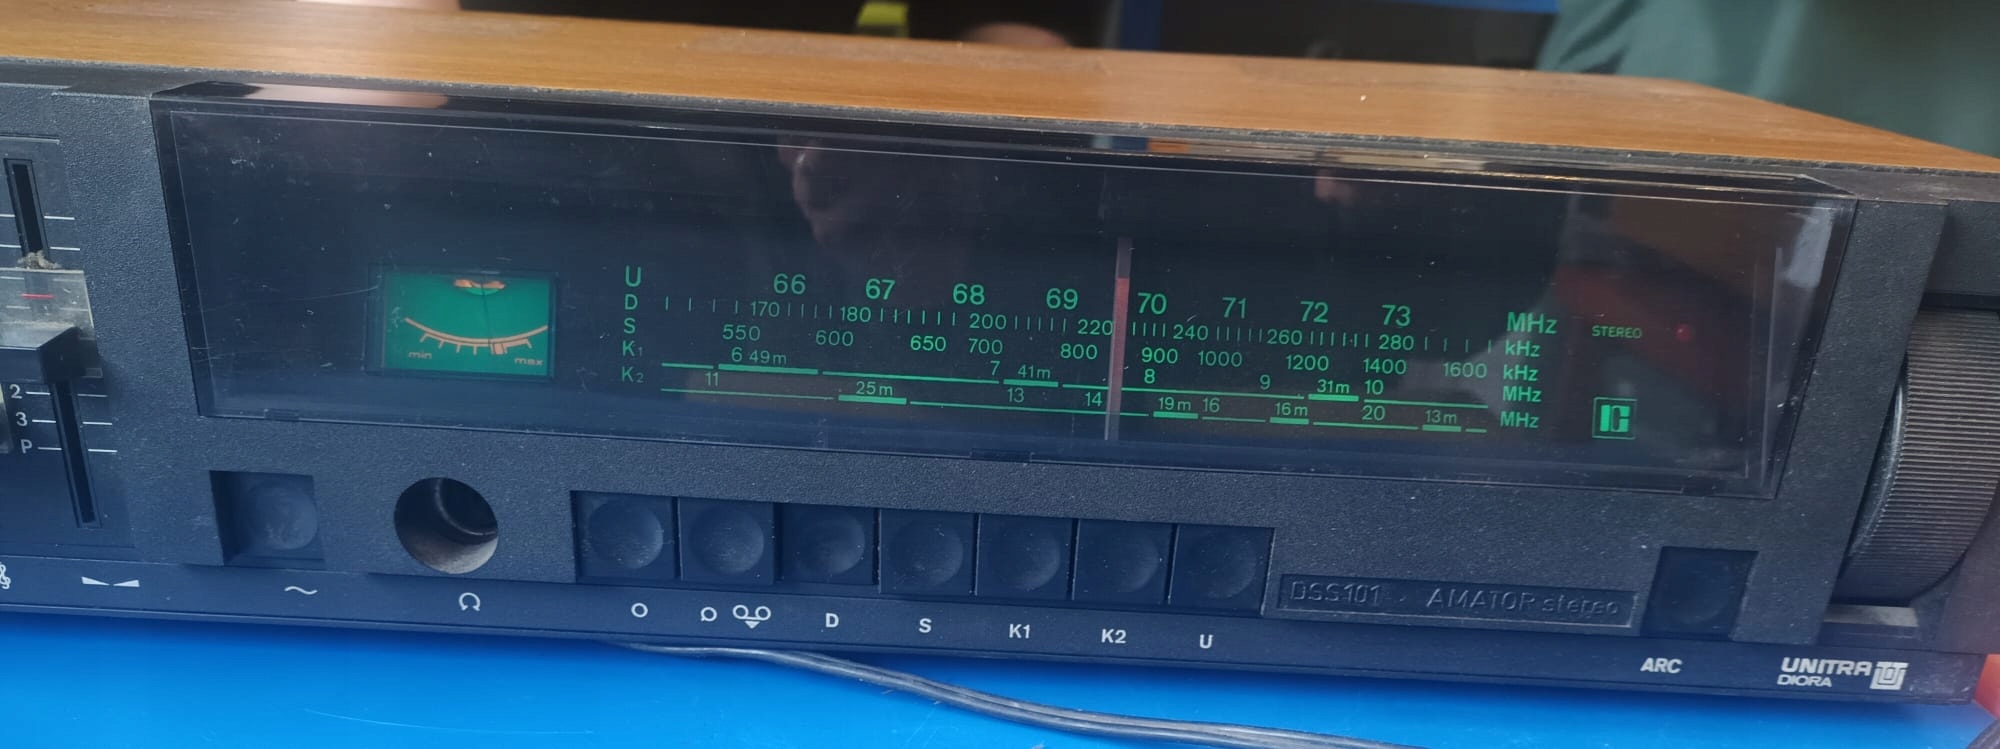 U 66 67 68 69 70 71 72 73 MHz
D 170 180 200 220 240 260 280 kHz
S 550 600 650 700 800 900 1000 1200 1400 1600 kHz
K1 6 49m 7 41m 8 9 31m 10 MHz
K2 11 25m 13 14 19m 16 16m 20 13m MHz
STEREO
min max
2
3
P
D S K1 K2 U
DSS101 AMATOR stereo
ARC
UNITRA
DIORA